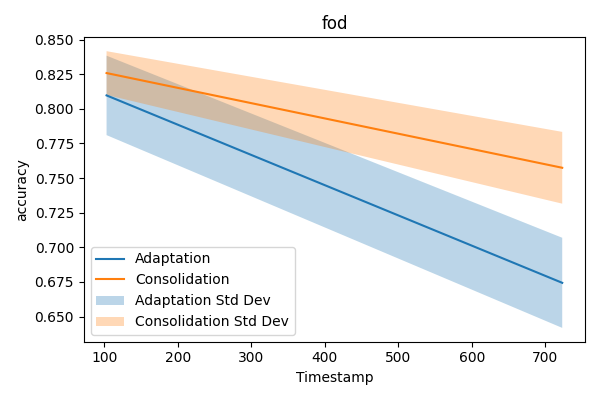 fod
0.850
0.825
0.800
0.775
0.750
0.725
0.700
0.675
0.650
accuracy
Adaptation
Consolidation
Adaptation Std Dev
Consolidation Std Dev
100 200 300 400 500 600 700
Timestamp